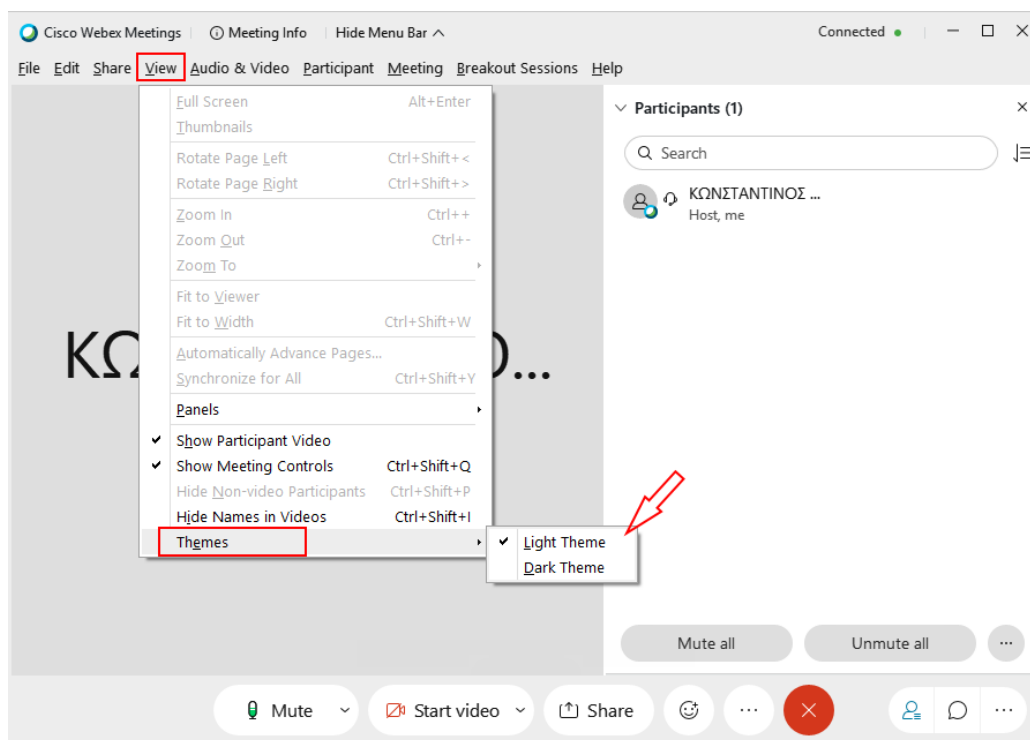 Cisco Webex Meetings Meeting Info Hide Menu Bar Connected
File Edit Share View Audio & Video Participant Meeting Breakout Sessions Help
Full Screen Alt+Enter
Thumbnails
Rotate Page Left Ctrl+Shift+<
Rotate Page Right Ctrl+Shift+>
Zoom In Ctrl++
Zoom Out Ctrl+-
Zoom To
Fit to Viewer
Fit to Width Ctrl+Shift+W
Automatically Advance Pages...
Synchronize for All Ctrl+Shift+Y
Panels
Show Participant Video
Show Meeting Controls Ctrl+Shift+Q
Hide Non-video Participants Ctrl+Shift+P
Hide Names in Videos Ctrl+Shift+I
Themes
Light Theme
Dark Theme
Participants (1)
Search
ΚΩΝΣΤΑΝΤΙΝΟΣ ...
Host, me
Mute all Unmute all ...
Mute Start video Share ... ...